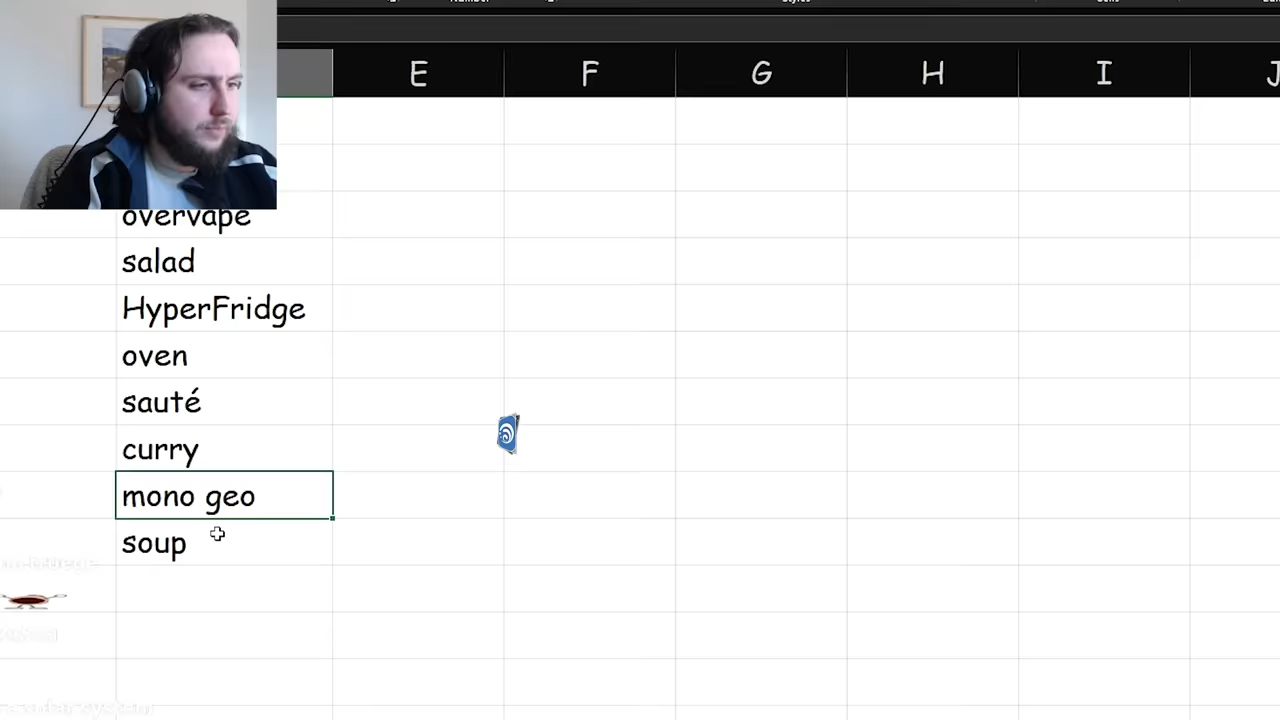 E F G H I J
overvape
salad
HyperFridge
oven
sauté
curry
mono geo
soup